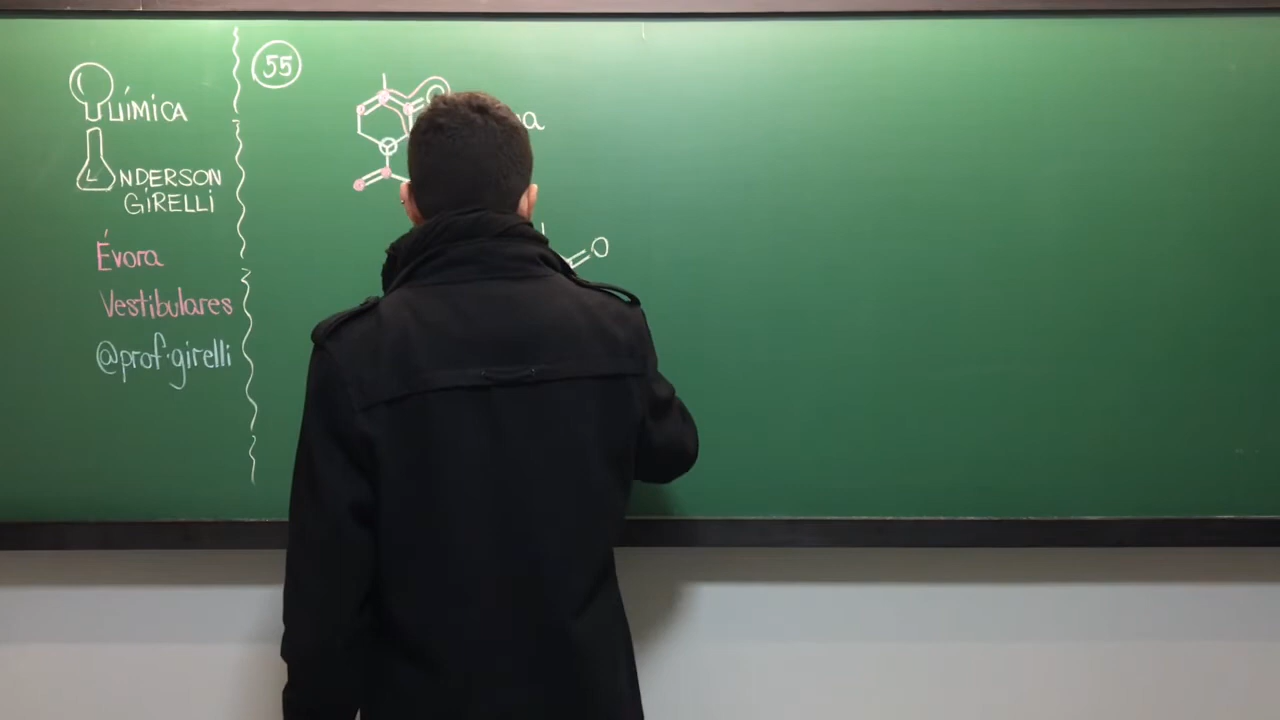 QUÍMICA
ANDERSON
GIRELLI
Évora
Vestibulares
@prof.girelli
55
O